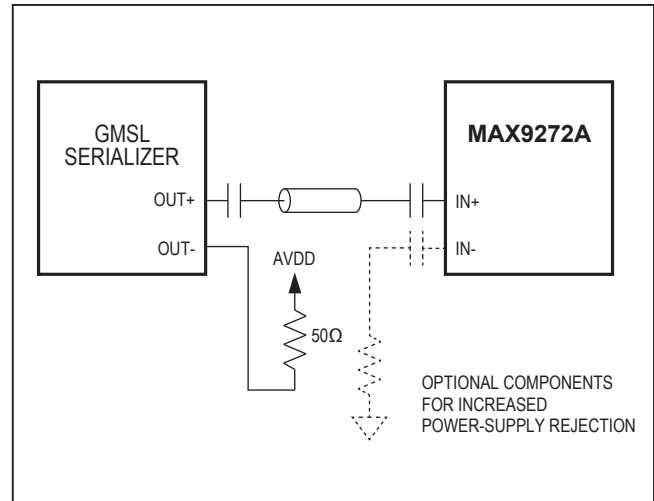 GMSL
SERIALIZER
MAX9272A
OUT+
IN+
OUT-
IN-
AVDD
50Ω
OPTIONAL COMPONENTS
FOR INCREASED
POWER-SUPPLY REJECTION